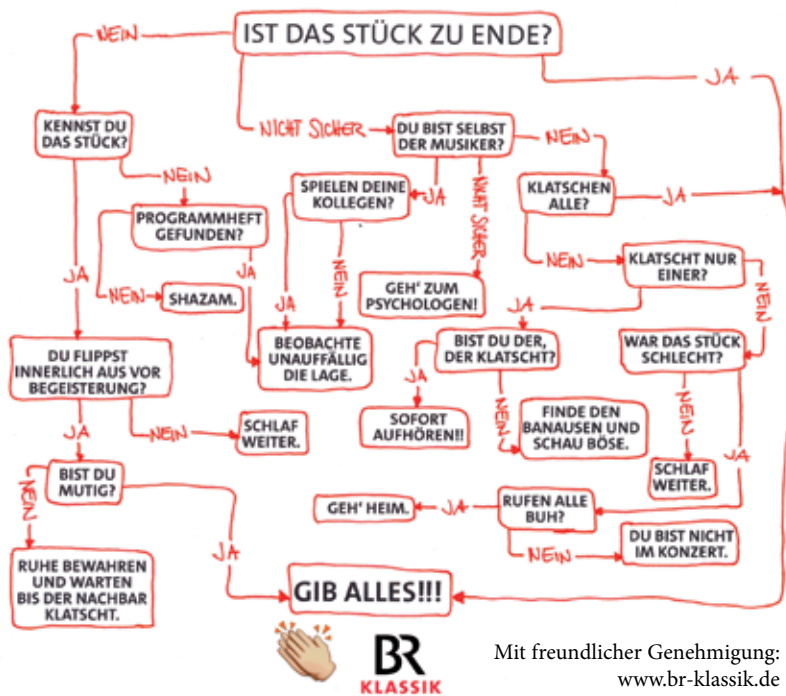 IST DAS STÜCK ZU ENDE?
NEIN
JA
NICHT SICHER
KENNST DU
DAS STÜCK?
DU BIST SELBST
DER MUSIKER?
NEIN
NEIN
SPIELEN DEINE
KOLLEGEN?
JA
NICHT SICHER
KLATSCHEN
ALLE?
JA
PROGRAMMHEFT
GEFUNDEN?
NEIN
KLATSCHT NUR
EINER?
JA
JA
NEIN
SHAZAM.
JA
NEIN
GEH' ZUM
PSYCHOLOGEN!
JA
NEIN
DU FLIPPST
INNERLICH AUS VOR
BEGEISTERUNG?
BEOBACHTE
UNAUFFÄLLIG
DIE LAGE.
BIST DU DER,
DER KLATSCHT?
WAR DAS STÜCK
SCHLECHT?
JA
NEIN
NEIN
JA
JA
NEIN
SCHLAF
WEITER.
SOFORT
AUFHÖREN!!
FINDE DEN
BANAUSEN UND
SCHAU BÖSE.
SCHLAF
WEITER.
BIST DU
MUTIG?
NEIN
JA
GEH' HEIM.
JA
RUFEN ALLE
BUH?
NEIN
DU BIST NICHT
IM KONZERT.
RUHE BEWAHREN
UND WARTEN
BIS DER NACHBAR
KLATSCHT.
GIB ALLES!!!
BR
KLASSIK
Mit freundlicher Genehmigung:
www.br-klassik.de